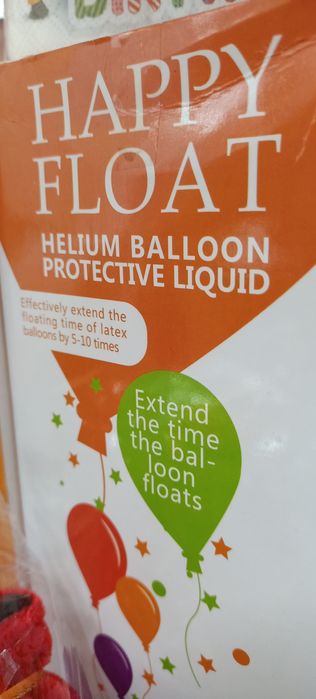 HAPPY
FLOAT
HELIUM BALLOON
PROTECTIVE LIQUID
Effectively extend the
floating time of latex
balloons by 5-10 times
Extend
the time
the bal-
loon
floats